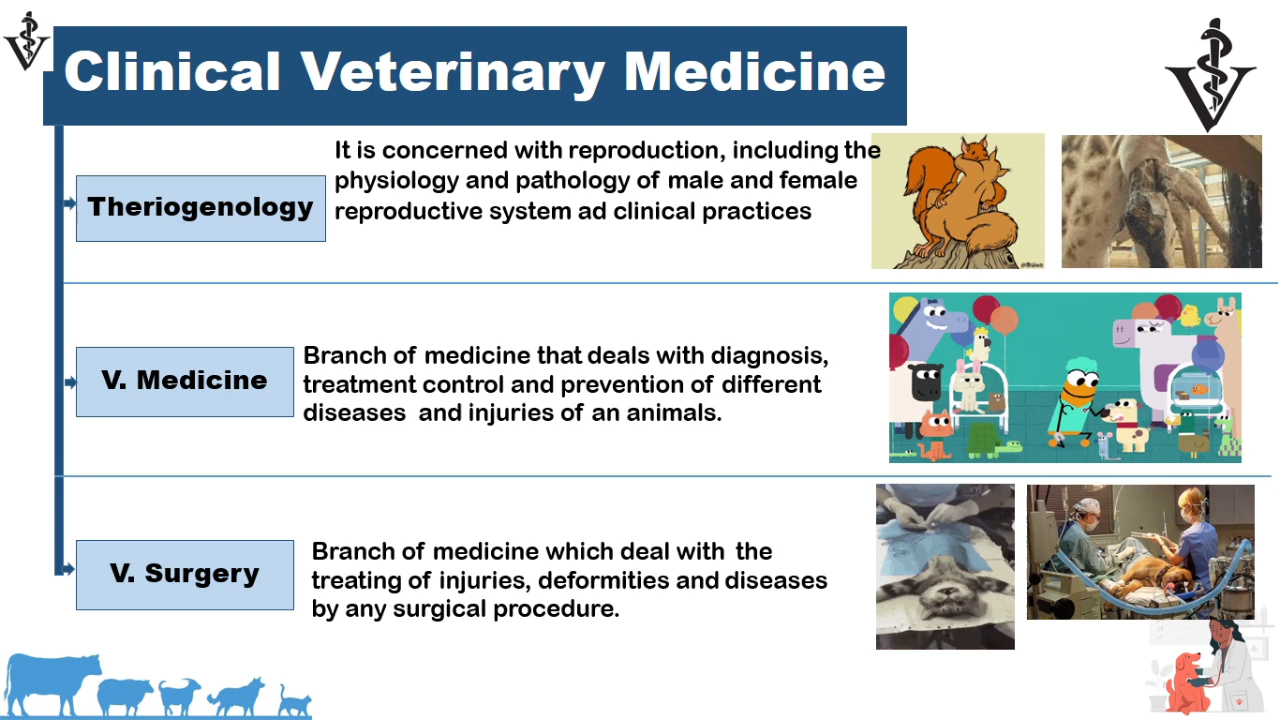 Clinical Veterinary Medicine
Theriogenology
It is concerned with reproduction, including the
physiology and pathology of male and female
reproductive system ad clinical practices
V. Medicine
Branch of medicine that deals with diagnosis,
treatment control and prevention of different
diseases and injuries of an animals.
V. Surgery
Branch of medicine which deal with the
treating of injuries, deformities and diseases
by any surgical procedure.